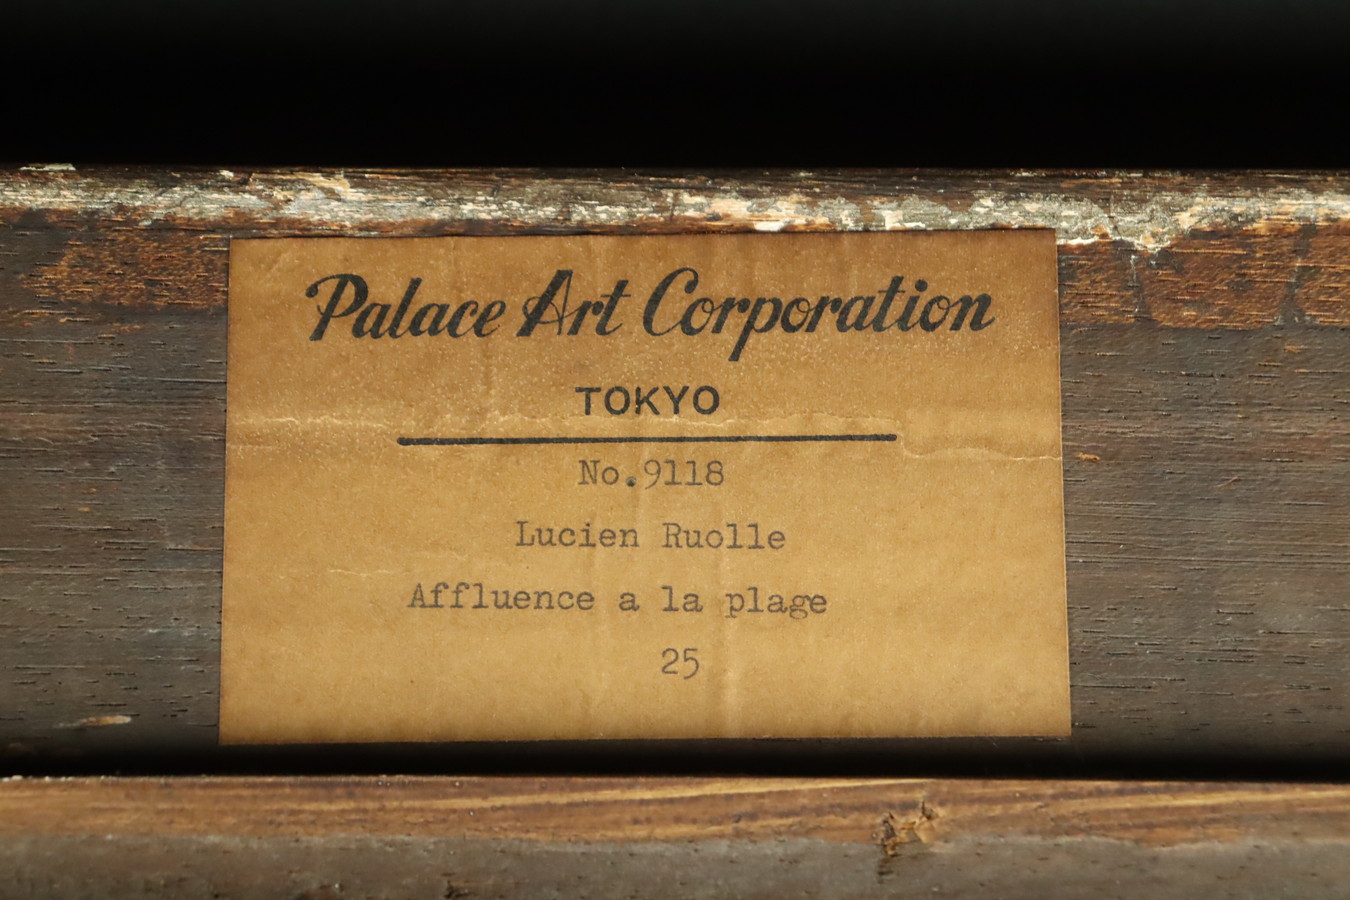 Palace Art Corporation
TOKYO
No.9118
Lucien Ruolle
Affluence a la plage
25